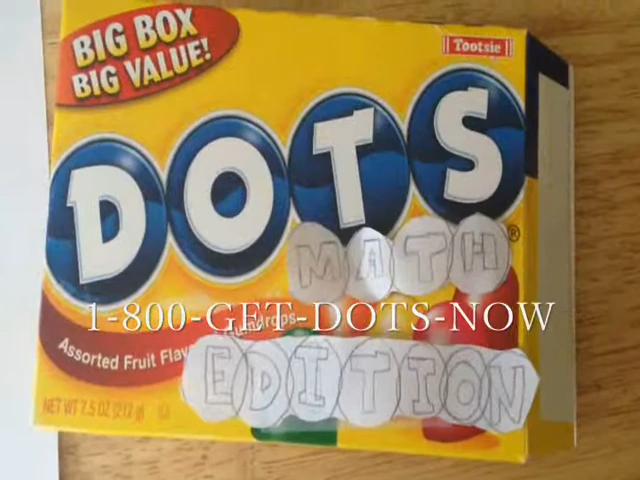 BIG BOX
BIG VALUE!
Tootsie
DOTS
®
MATH
1-800-GET-DOTS-NOW
Assorted Fruit
EDITION
NET WT 7.5 OZ (212 g)